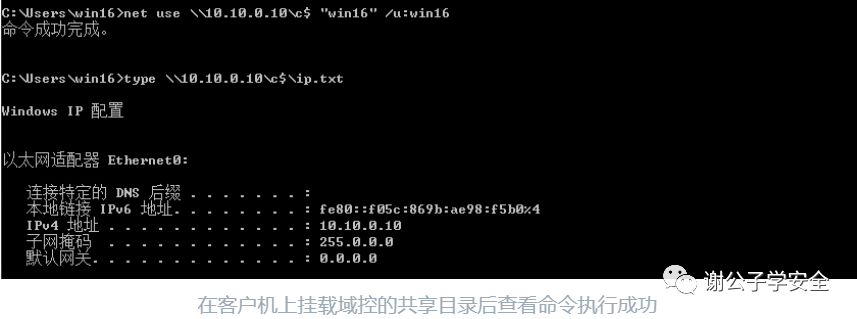 C:\Users\win16>net use \\10.10.0.10\c$ "win16" /u:win16
命令成功完成。
C:\Users\win16>type \\10.10.0.10\c$\ip.txt
Windows IP 配置
以太网适配器 Ethernet0:
连接特定的 DNS 后缀 . . . . . . . :
本地链接 IPv6 地址. . . . . . . . : fe80::f05c:869b:ae98:f5b0%4
IPv4 地址 . . . . . . . . . . . . : 10.10.0.10
子网掩码 . . . . . . . . . . . . : 255.0.0.0
默认网关. . . . . . . . . . . . . : 0.0.0.0
谢公子学安全
在客户机上挂载域控的共享目录后查看命令执行成功